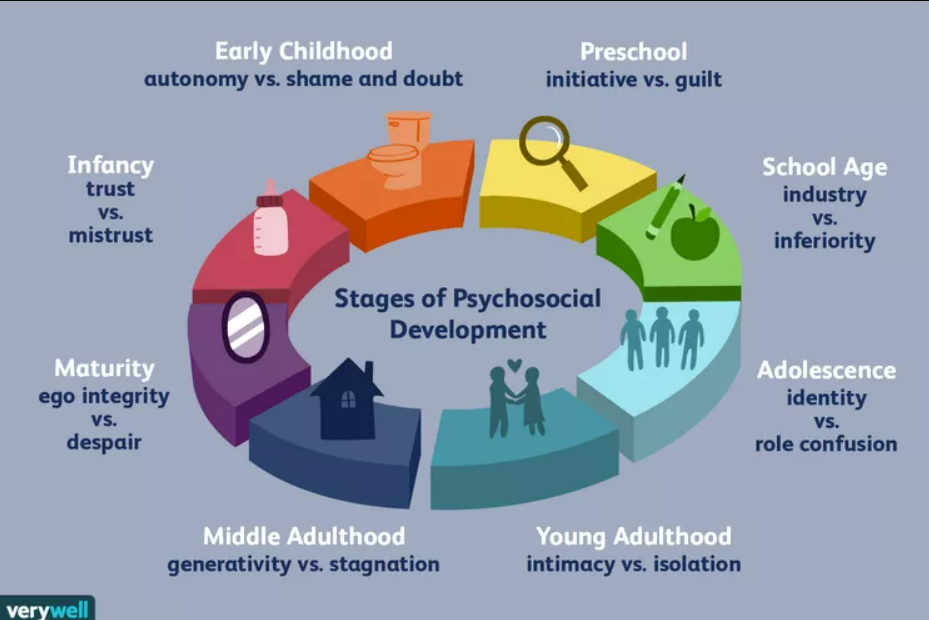 Early Childhood
autonomy vs. shame and doubt
Preschool
initiative vs. guilt
Infancy
trust
vs.
mistrust
School Age
industry
vs.
inferiority
Stages of Psychosocial
Development
Maturity
ego integrity
vs.
despair
Adolescence
identity
vs.
role confusion
Middle Adulthood
generativity vs. stagnation
Young Adulthood
intimacy vs. isolation
verywell